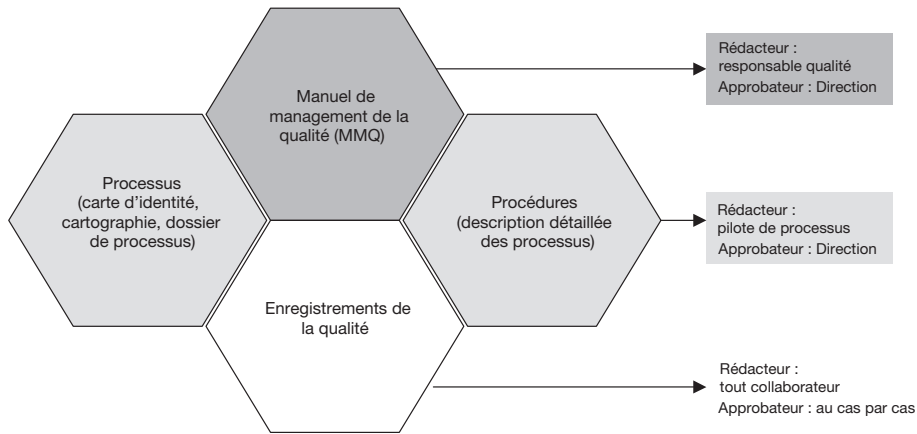 Manuel de
management de la
qualité (MMQ)
Rédacteur :
responsable qualité
Approbateur : Direction
Processus
(carte d'identité,
cartographie, dossier
de processus)
Procédures
(description détaillée
des processus)
Rédacteur :
pilote de processus
Approbateur : Direction
Enregistrements de
la qualité
Rédacteur :
tout collaborateur
Approbateur : au cas par cas